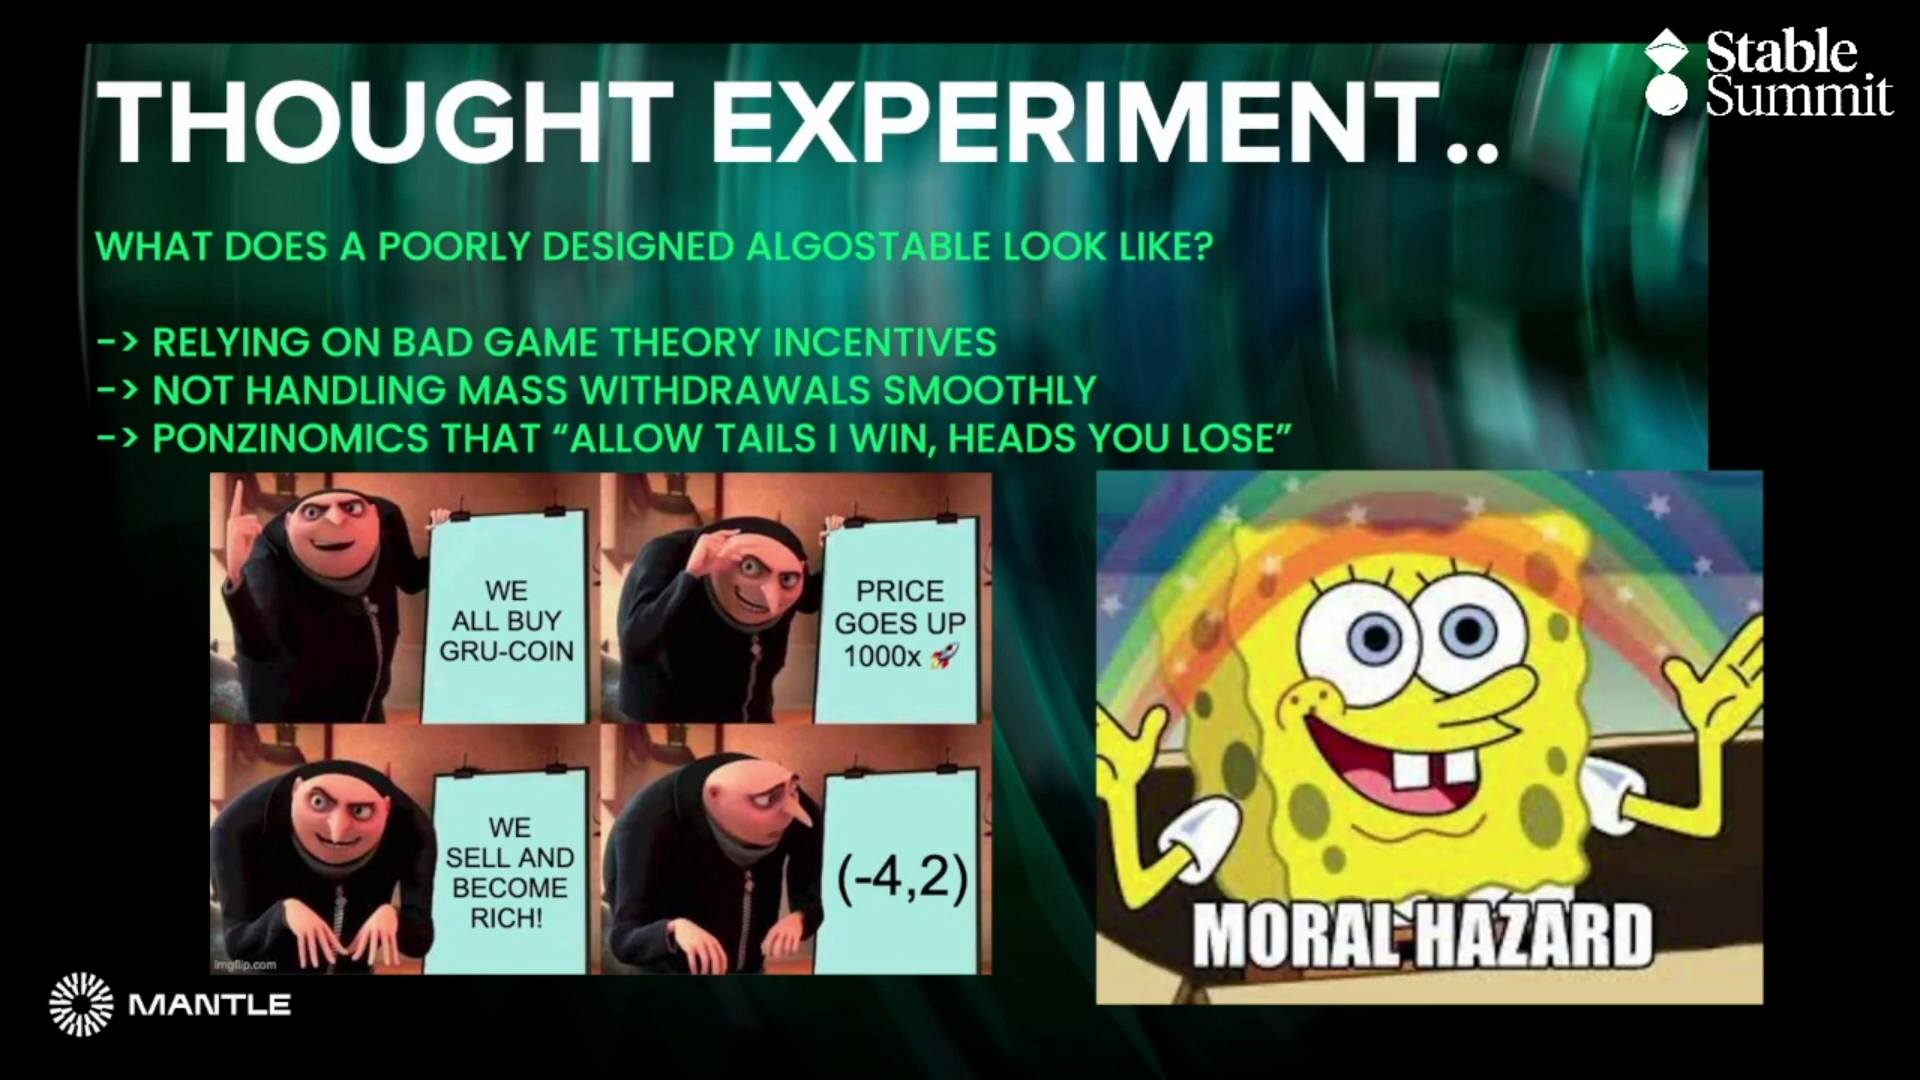 Stable
Summit
THOUGHT EXPERIMENT..
WHAT DOES A POORLY DESIGNED ALGOSTABLE LOOK LIKE?
-> RELYING ON BAD GAME THEORY INCENTIVES
-> NOT HANDLING MASS WITHDRAWALS SMOOTHLY
-> PONZINOMICS THAT “ALLOW TAILS I WIN, HEADS YOU LOSE”
WE
ALL BUY
GRU-COIN
PRICE
GOES UP
1000x 🚀
WE
SELL AND
BECOME
RICH!
(-4,2)
imgflip.com
MORAL HAZARD
MANTLE